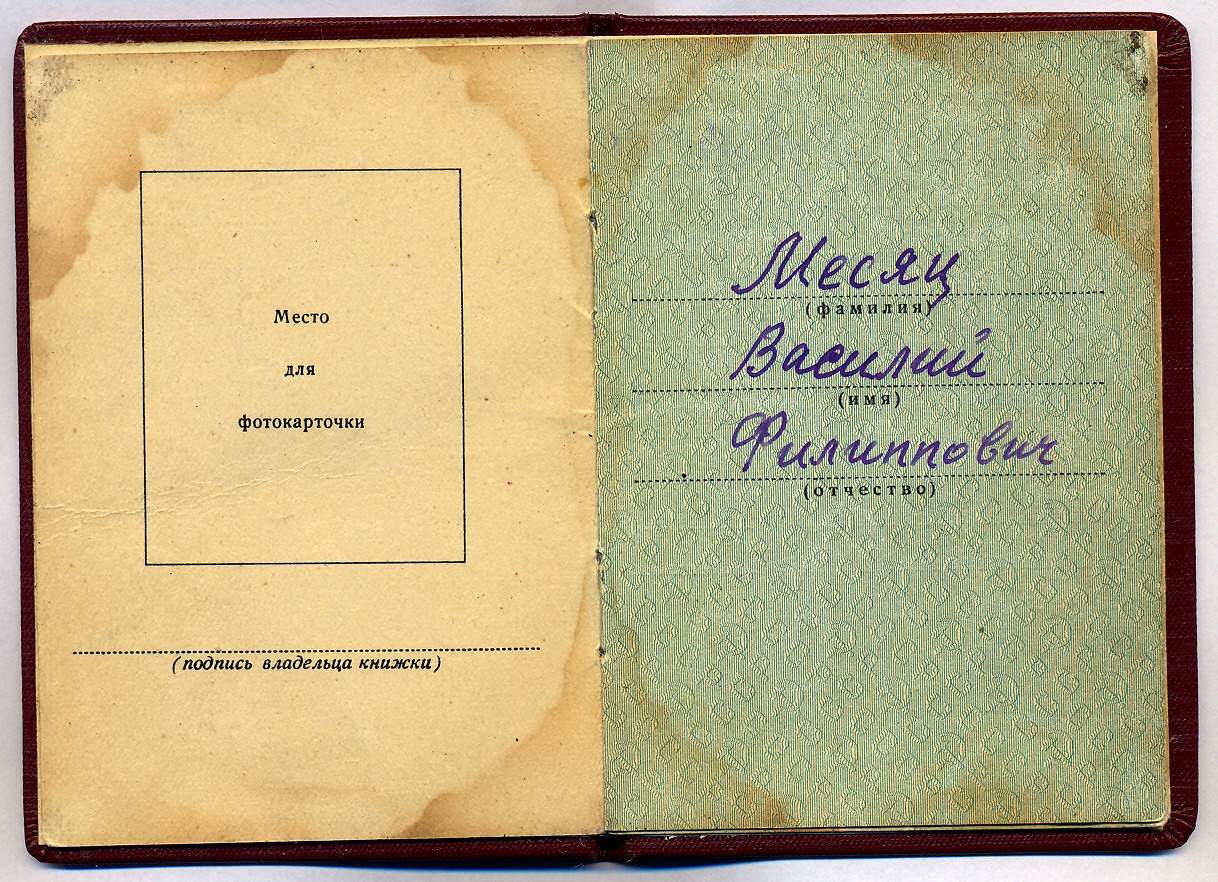 Место
для
фотокарточки
(подпись владельца книжки)
Месяц
(фамилия)
Василий
(имя)
Филиппович
(отчество)